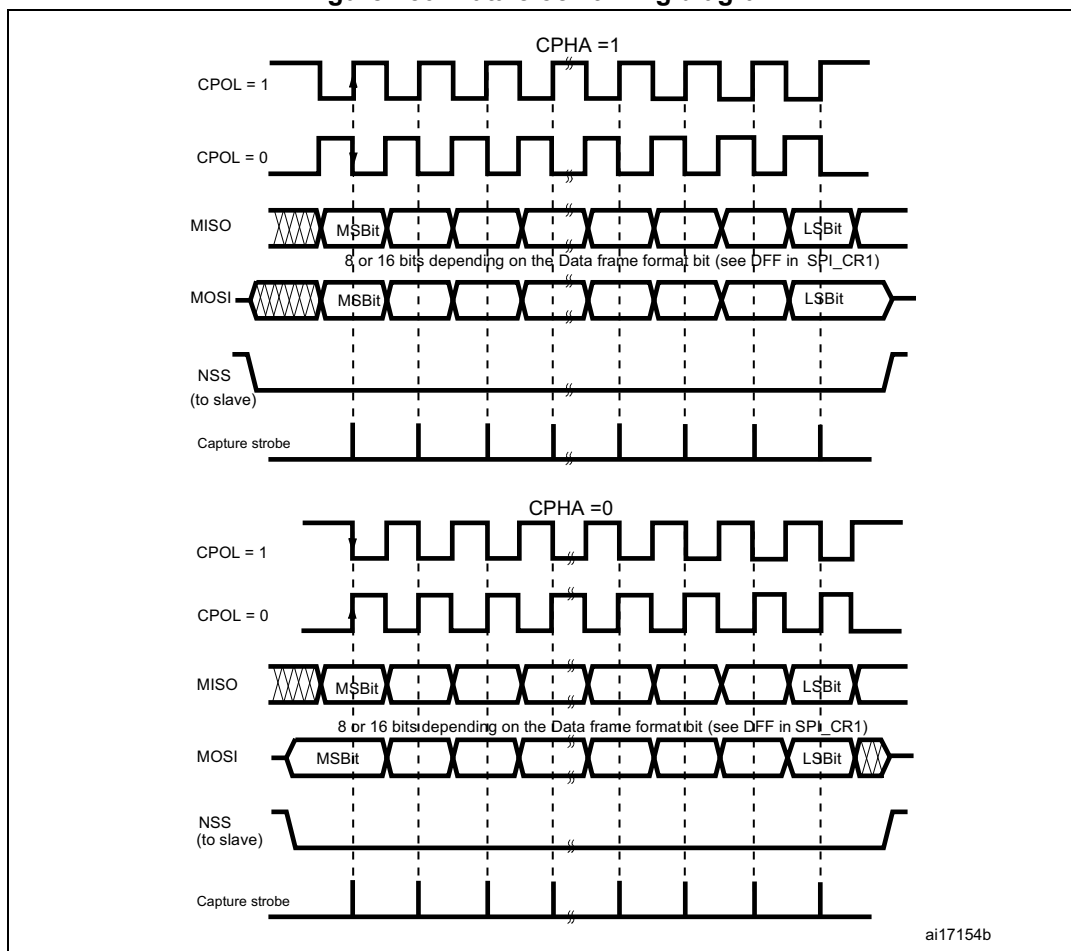 CPHA =1
CPOL = 1
CPOL = 0
MISO
MSBit
LSBit
8 or 16 bits depending on the Data frame format bit (see DFF in SPI_CR1)
MOSI
MSBit
LSBit
NSS
(to slave)
Capture strobe
CPHA =0
CPOL = 1
CPOL = 0
MISO
MSBit
LSBit
8 or 16 bits depending on the Data frame format bit (see DFF in SPI_CR1)
MOSI
MSBit
LSBit
NSS
(to slave)
Capture strobe
ai17154b